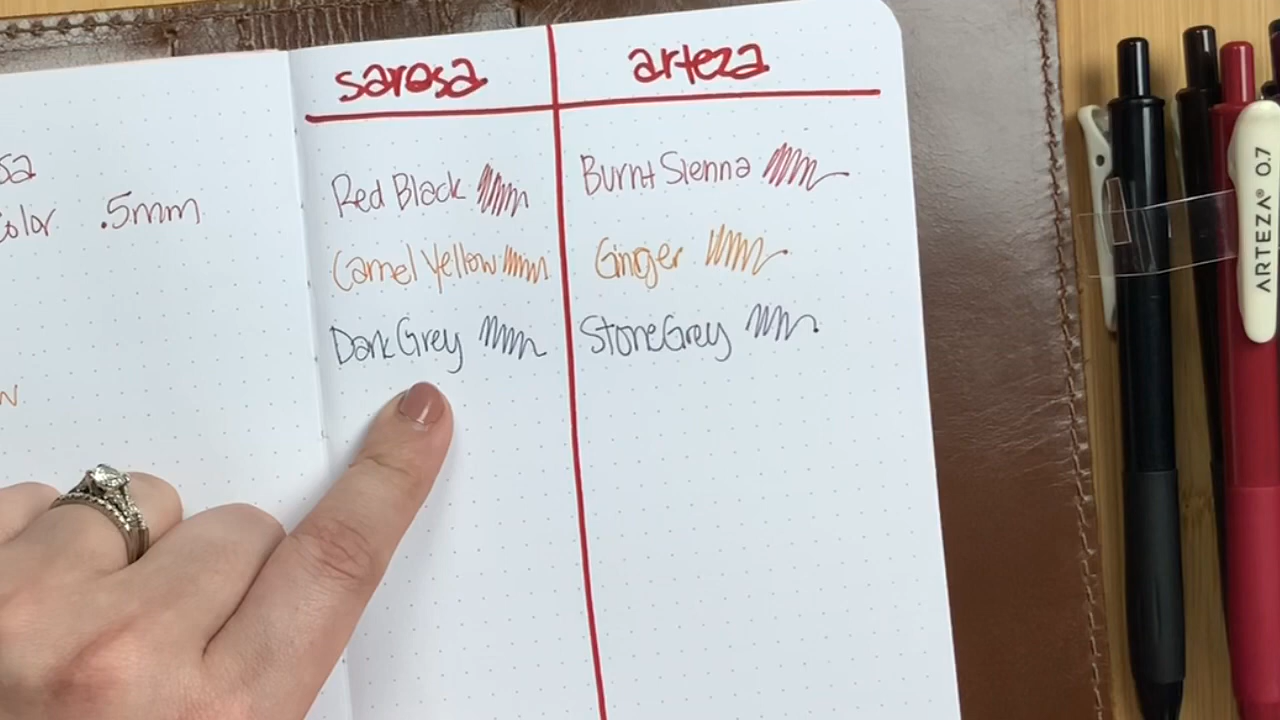 sarasa
arteza
Red Black
Burnt Sienna
Camel Yellow
Ginger
Dark Grey
Stone Grey
.5mm
ARTEZA® 0.7